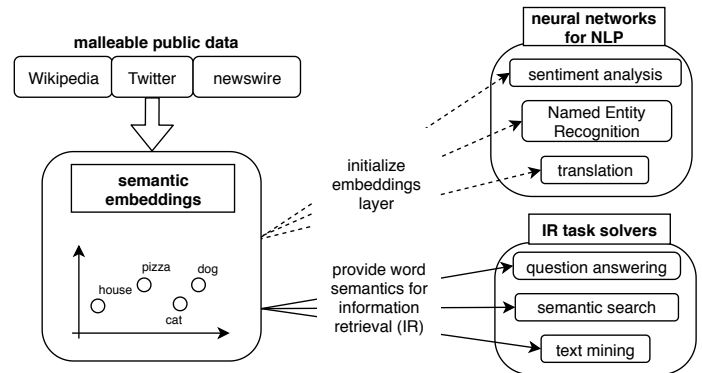 malleable public data
Wikipedia
Twitter
newswire
semantic
embeddings
house
pizza
dog
cat
initialize
embeddings
layer
provide word
semantics for
information
retrieval (IR)
neural networks
for NLP
sentiment analysis
Named Entity
Recognition
translation
IR task solvers
question answering
semantic search
text mining